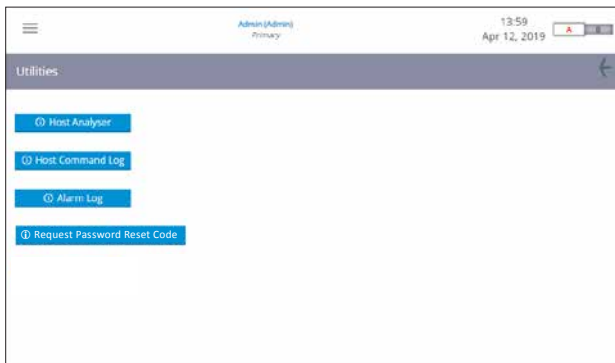 Admin (Admin)
Primary
13:59
Apr 12, 2019
A
Utilities
Host Analyser
Host Command Log
Alarm Log
Request Password Reset Code